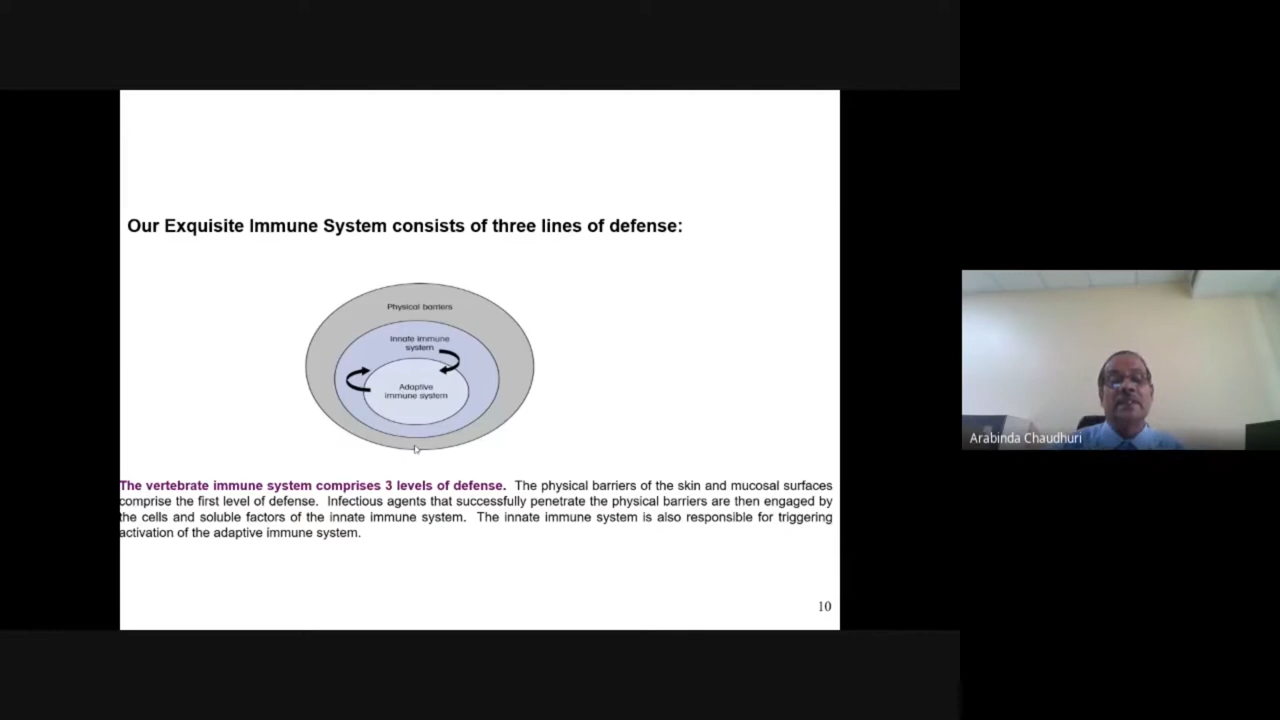 Our Exquisite Immune System consists of three lines of defense:
Physical barriers
Innate immune
system
Adaptive
immune system
The vertebrate immune system comprises 3 levels of defense. The physical barriers of the skin and mucosal surfaces
comprise the first level of defense. Infectious agents that successfully penetrate the physical barriers are then engaged by
the cells and soluble factors of the innate immune system. The innate immune system is also responsible for triggering
activation of the adaptive immune system.
10
Arabinda Chaudhuri